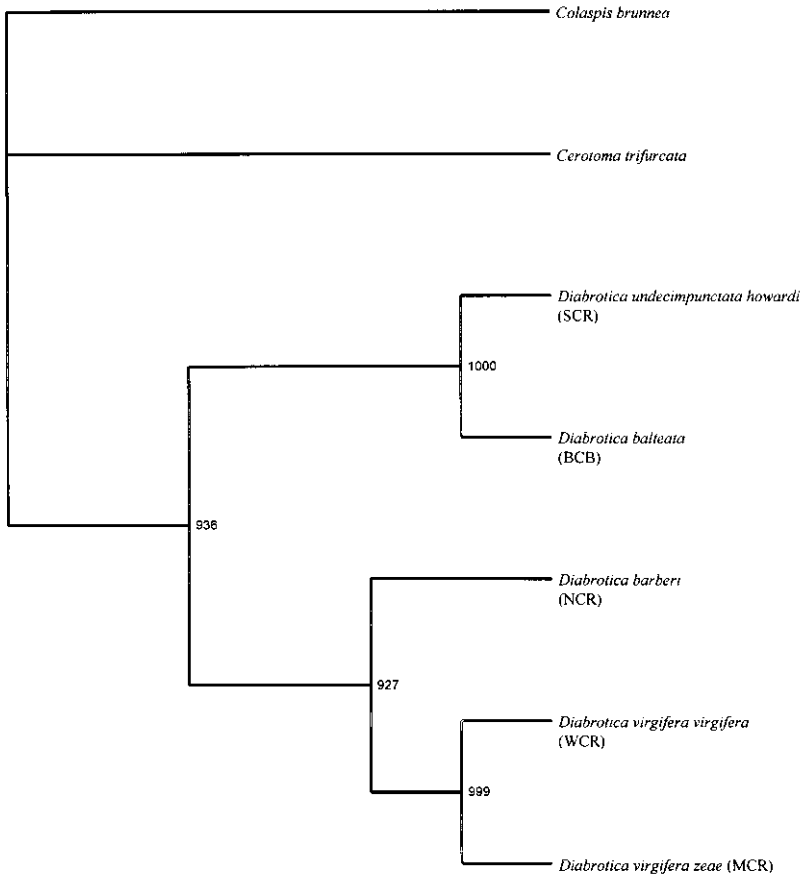 Colaspis brunnea
Cerotoma trifurcata
Diabrotica undecimpunctata howardi
(SCR)
1000
Diabrotica balteata
(BCB)
936
Diabrotica barberi
(NCR)
927
Diabrotica virgifera virgifera
(WCR)
999
Diabrotica virgifera zeae (MCR)